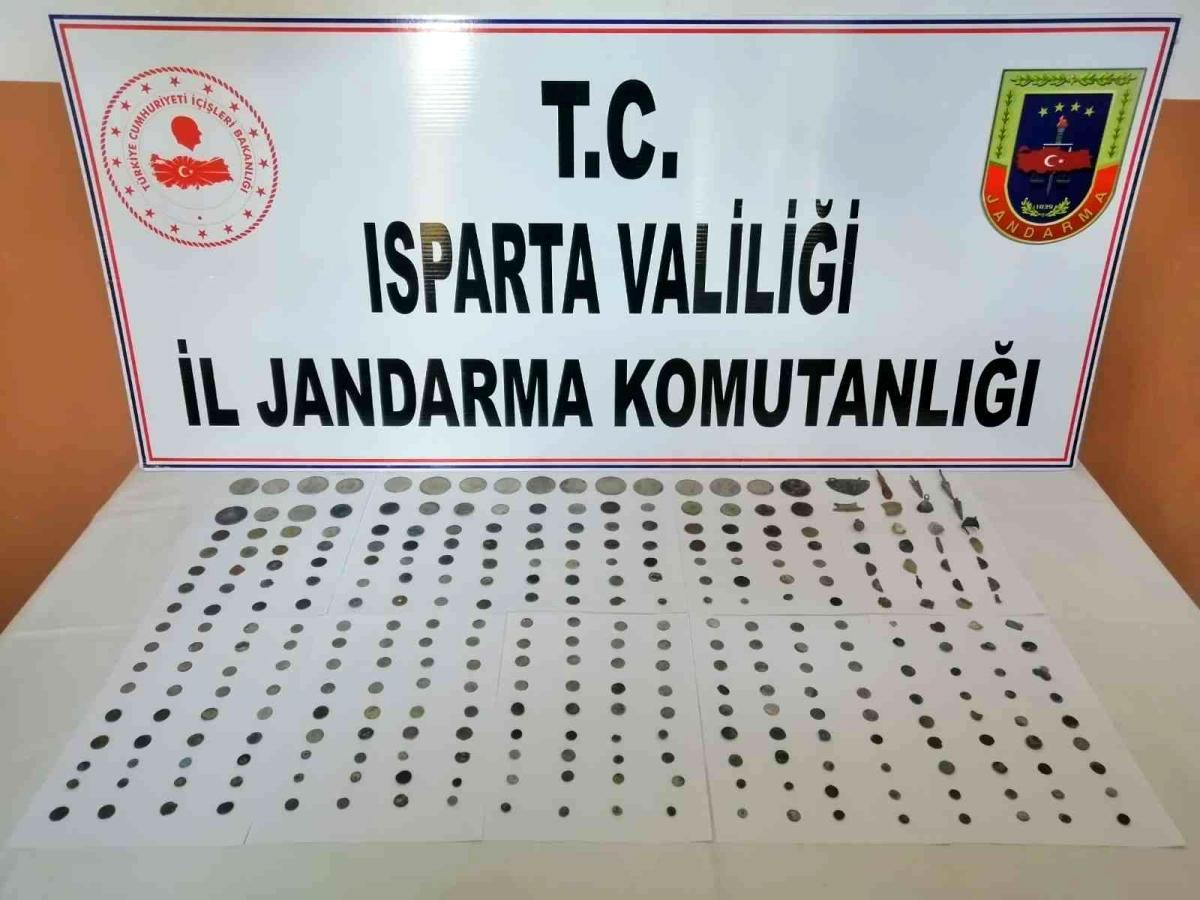 TÜRKİYE CUMHURİYETİ İÇİŞLERİ BAKANLIĞI
T.C.
ISPARTA VALİLİĞİ
İL JANDARMA KOMUTANLIĞI
1839
JANDARMA